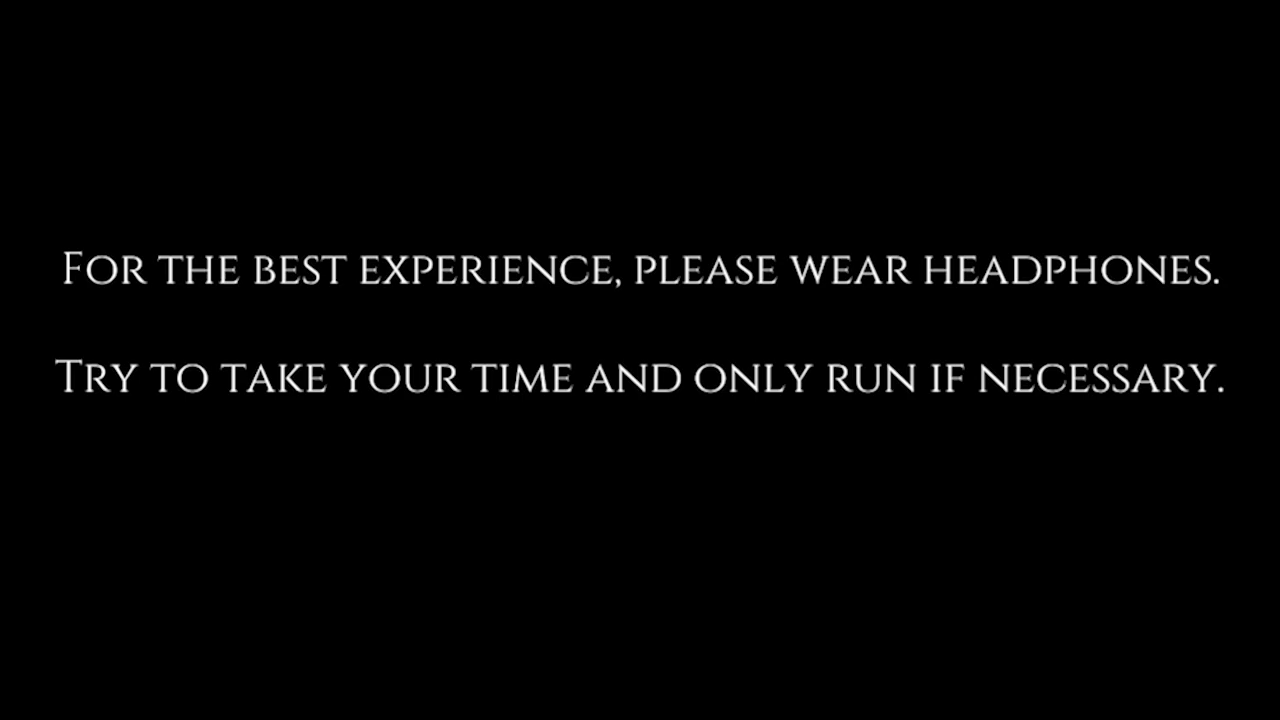 For the best experience, please wear headphones.
Try to take your time and only run if necessary.